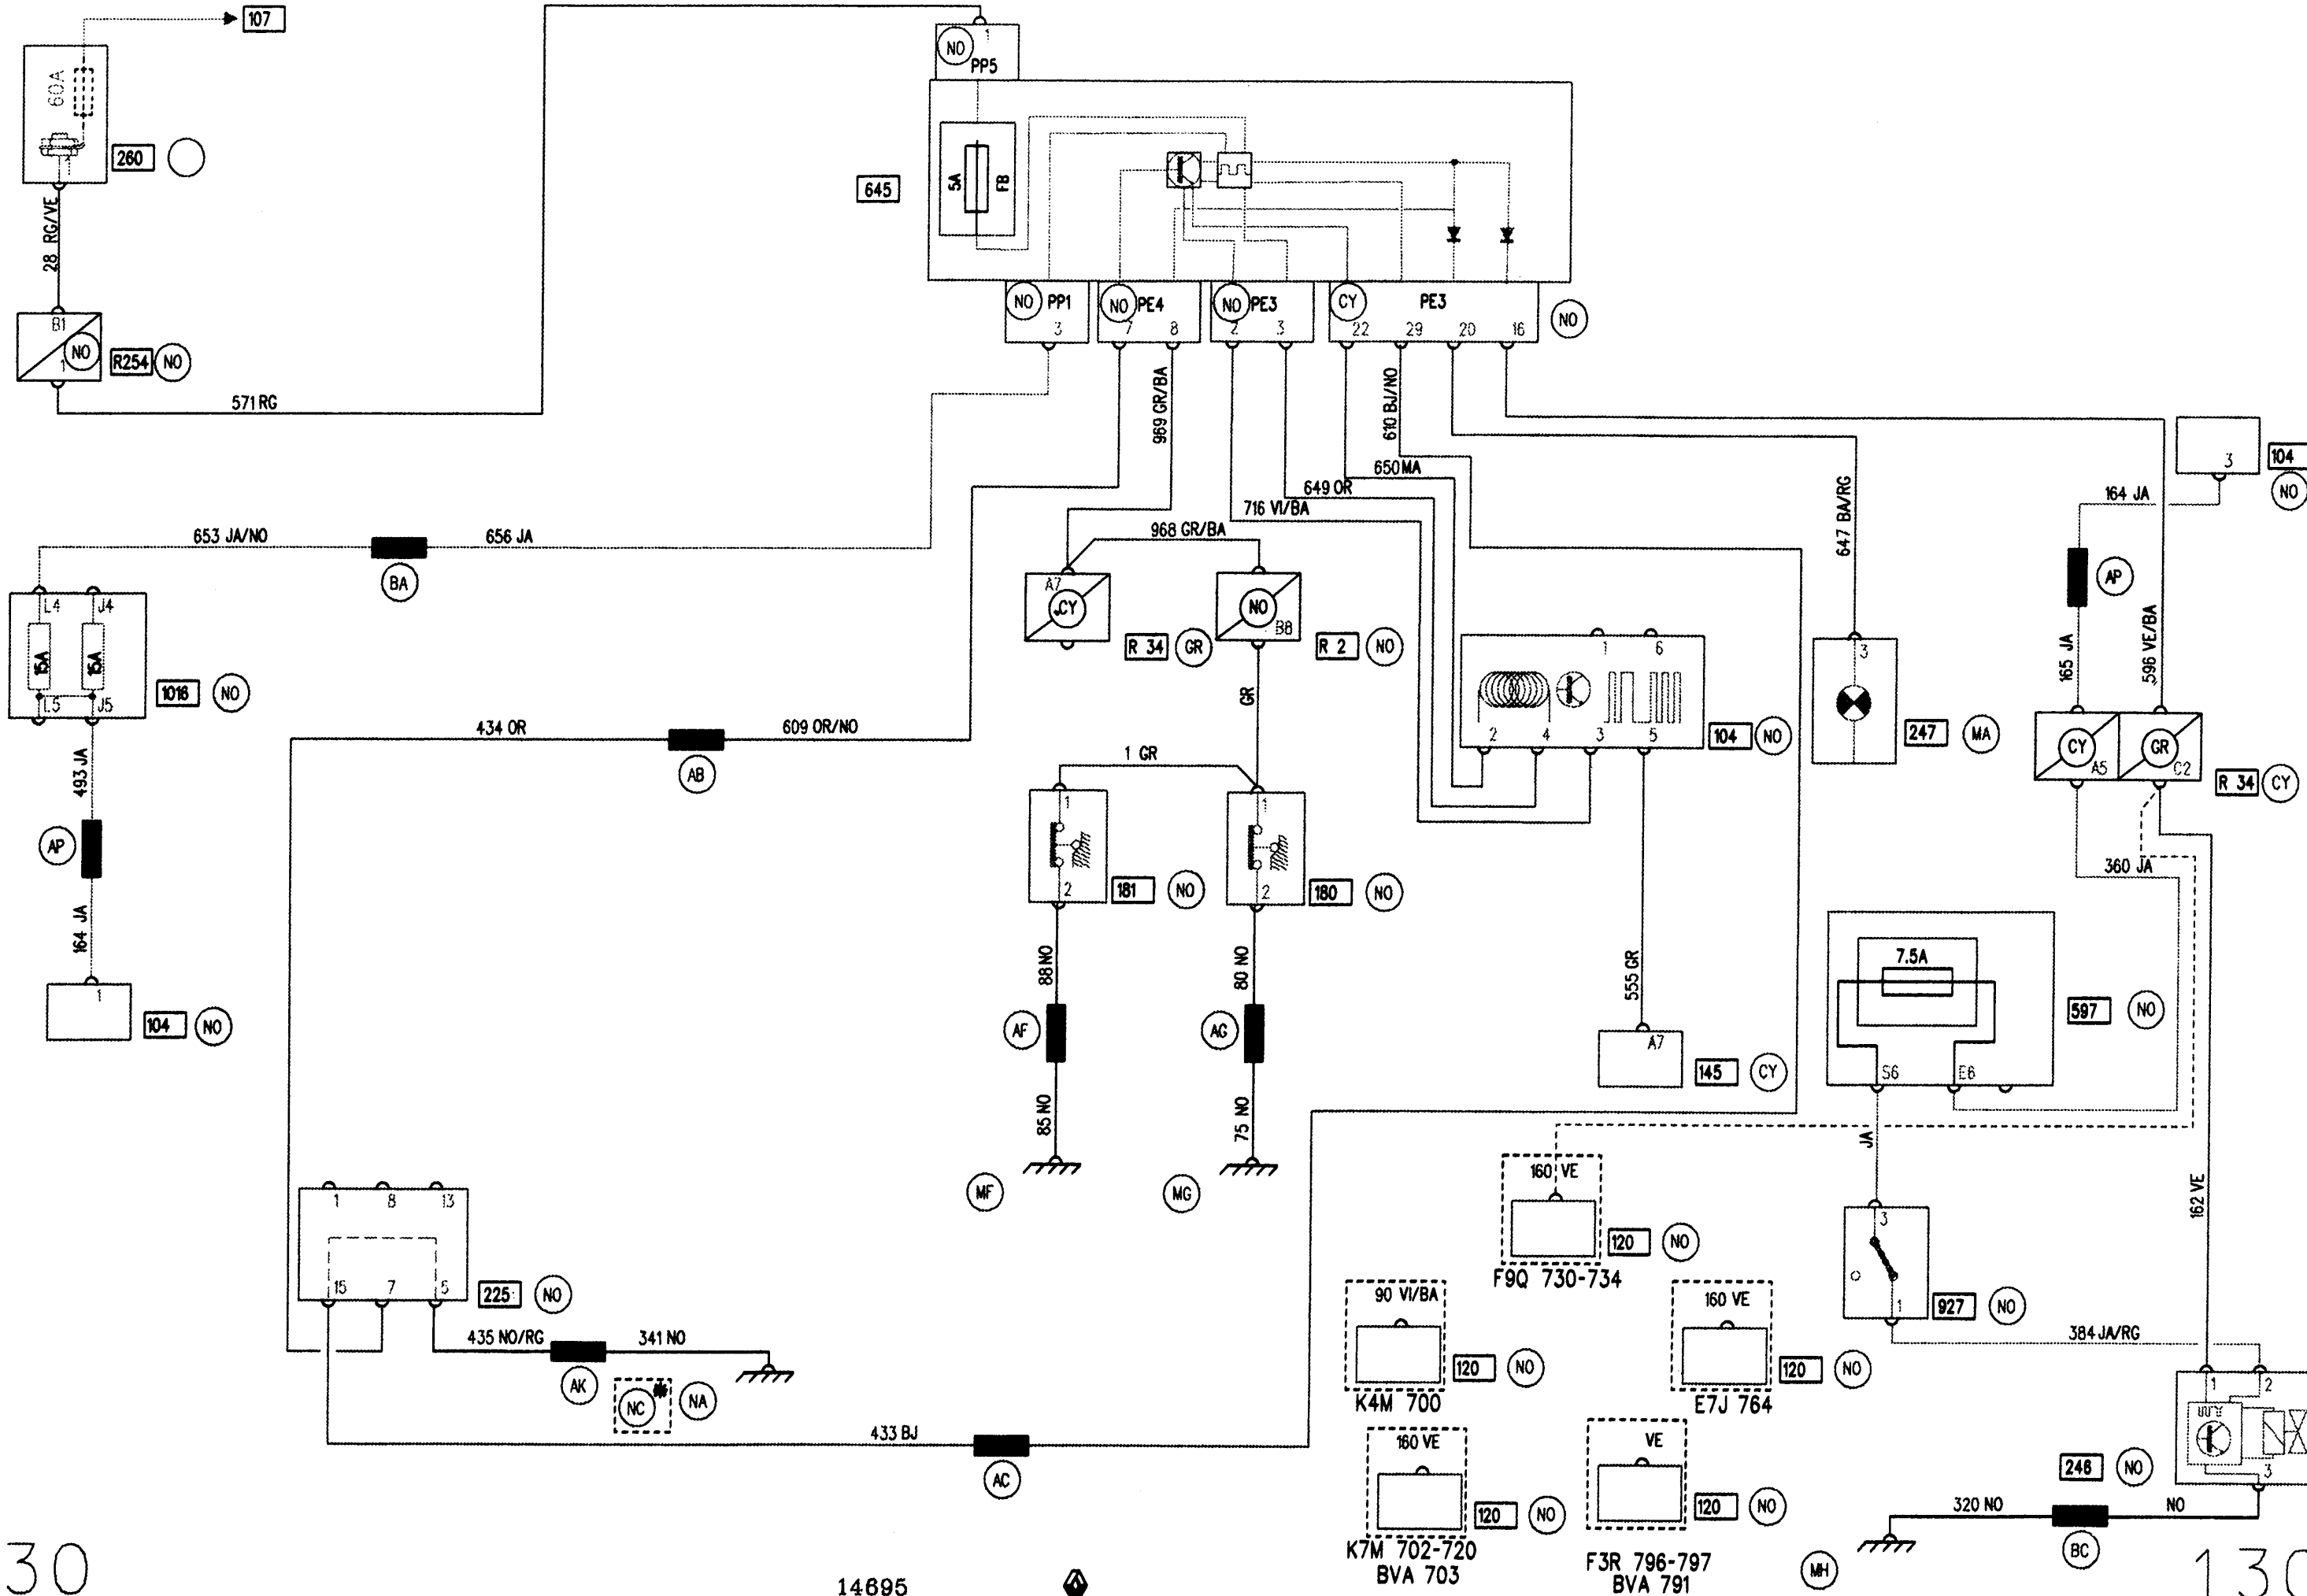 107
60A
260
28 RG/VE
B1
NO
1
R254
NO
571 RG
NO
1
PP5
645
5A
FB
NO
PP1
3
NO
PE4
7
8
NO
PE3
2
3
CY
PE3
22
29
20
16
NO
969 GR/BA
610 BJ/NO
650 MA
649 OR
716 VI/BA
968 GR/BA
647 BA/RG
3
104
NO
164 JA
AP
165 JA
596 VE/BA
653 JA/NO
656 JA
BA
L4
J4
15A
15A
L5
J5
1016
NO
A7
CY
R 34
GR
NO
B8
R 2
NO
GR
1
6
2
4
3
5
104
NO
3
247
MA
CY
A5
GR
C2
R 34
CY
434 OR
609 OR/NO
AB
1 GR
493 JA
AP
164 JA
1
104
NO
1
2
181
NO
1
2
180
NO
360 JA
7.5A
S6
E6
597
NO
88 NO
80 NO
AF
AG
85 NO
75 NO
MF
MG
555 GR
A7
145
CY
JA
162 VE
160 VE
120
NO
F9Q 730-734
1
8
13
15
7
5
225
NO
435 NO/RG
341 NO
AK
NC
*
NA
433 BJ
AC
90 VI/BA
120
NO
K4M 700
160 VE
120
NO
E7J 764
3
1
927
NO
384 JA/RG
160 VE
120
NO
K7M 702-720
BVA 703
VE
120
NO
F3R 796-797
BVA 791
1
2
3
246
NO
320 NO
NO
BC
MH
30
14695
130